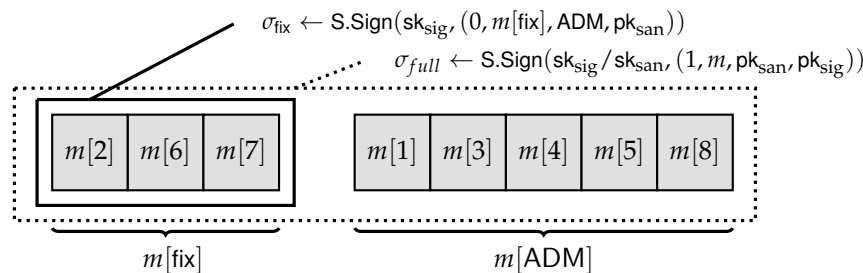 σ_fix ← S.Sign(sk_sig, (0, m[fix], ADM, pk_san))
σ_full ← S.Sign(sk_sig/sk_san, (1, m, pk_san, pk_sig))
m[2] m[6] m[7] m[1] m[3] m[4] m[5] m[8]
m[fix] m[ADM]